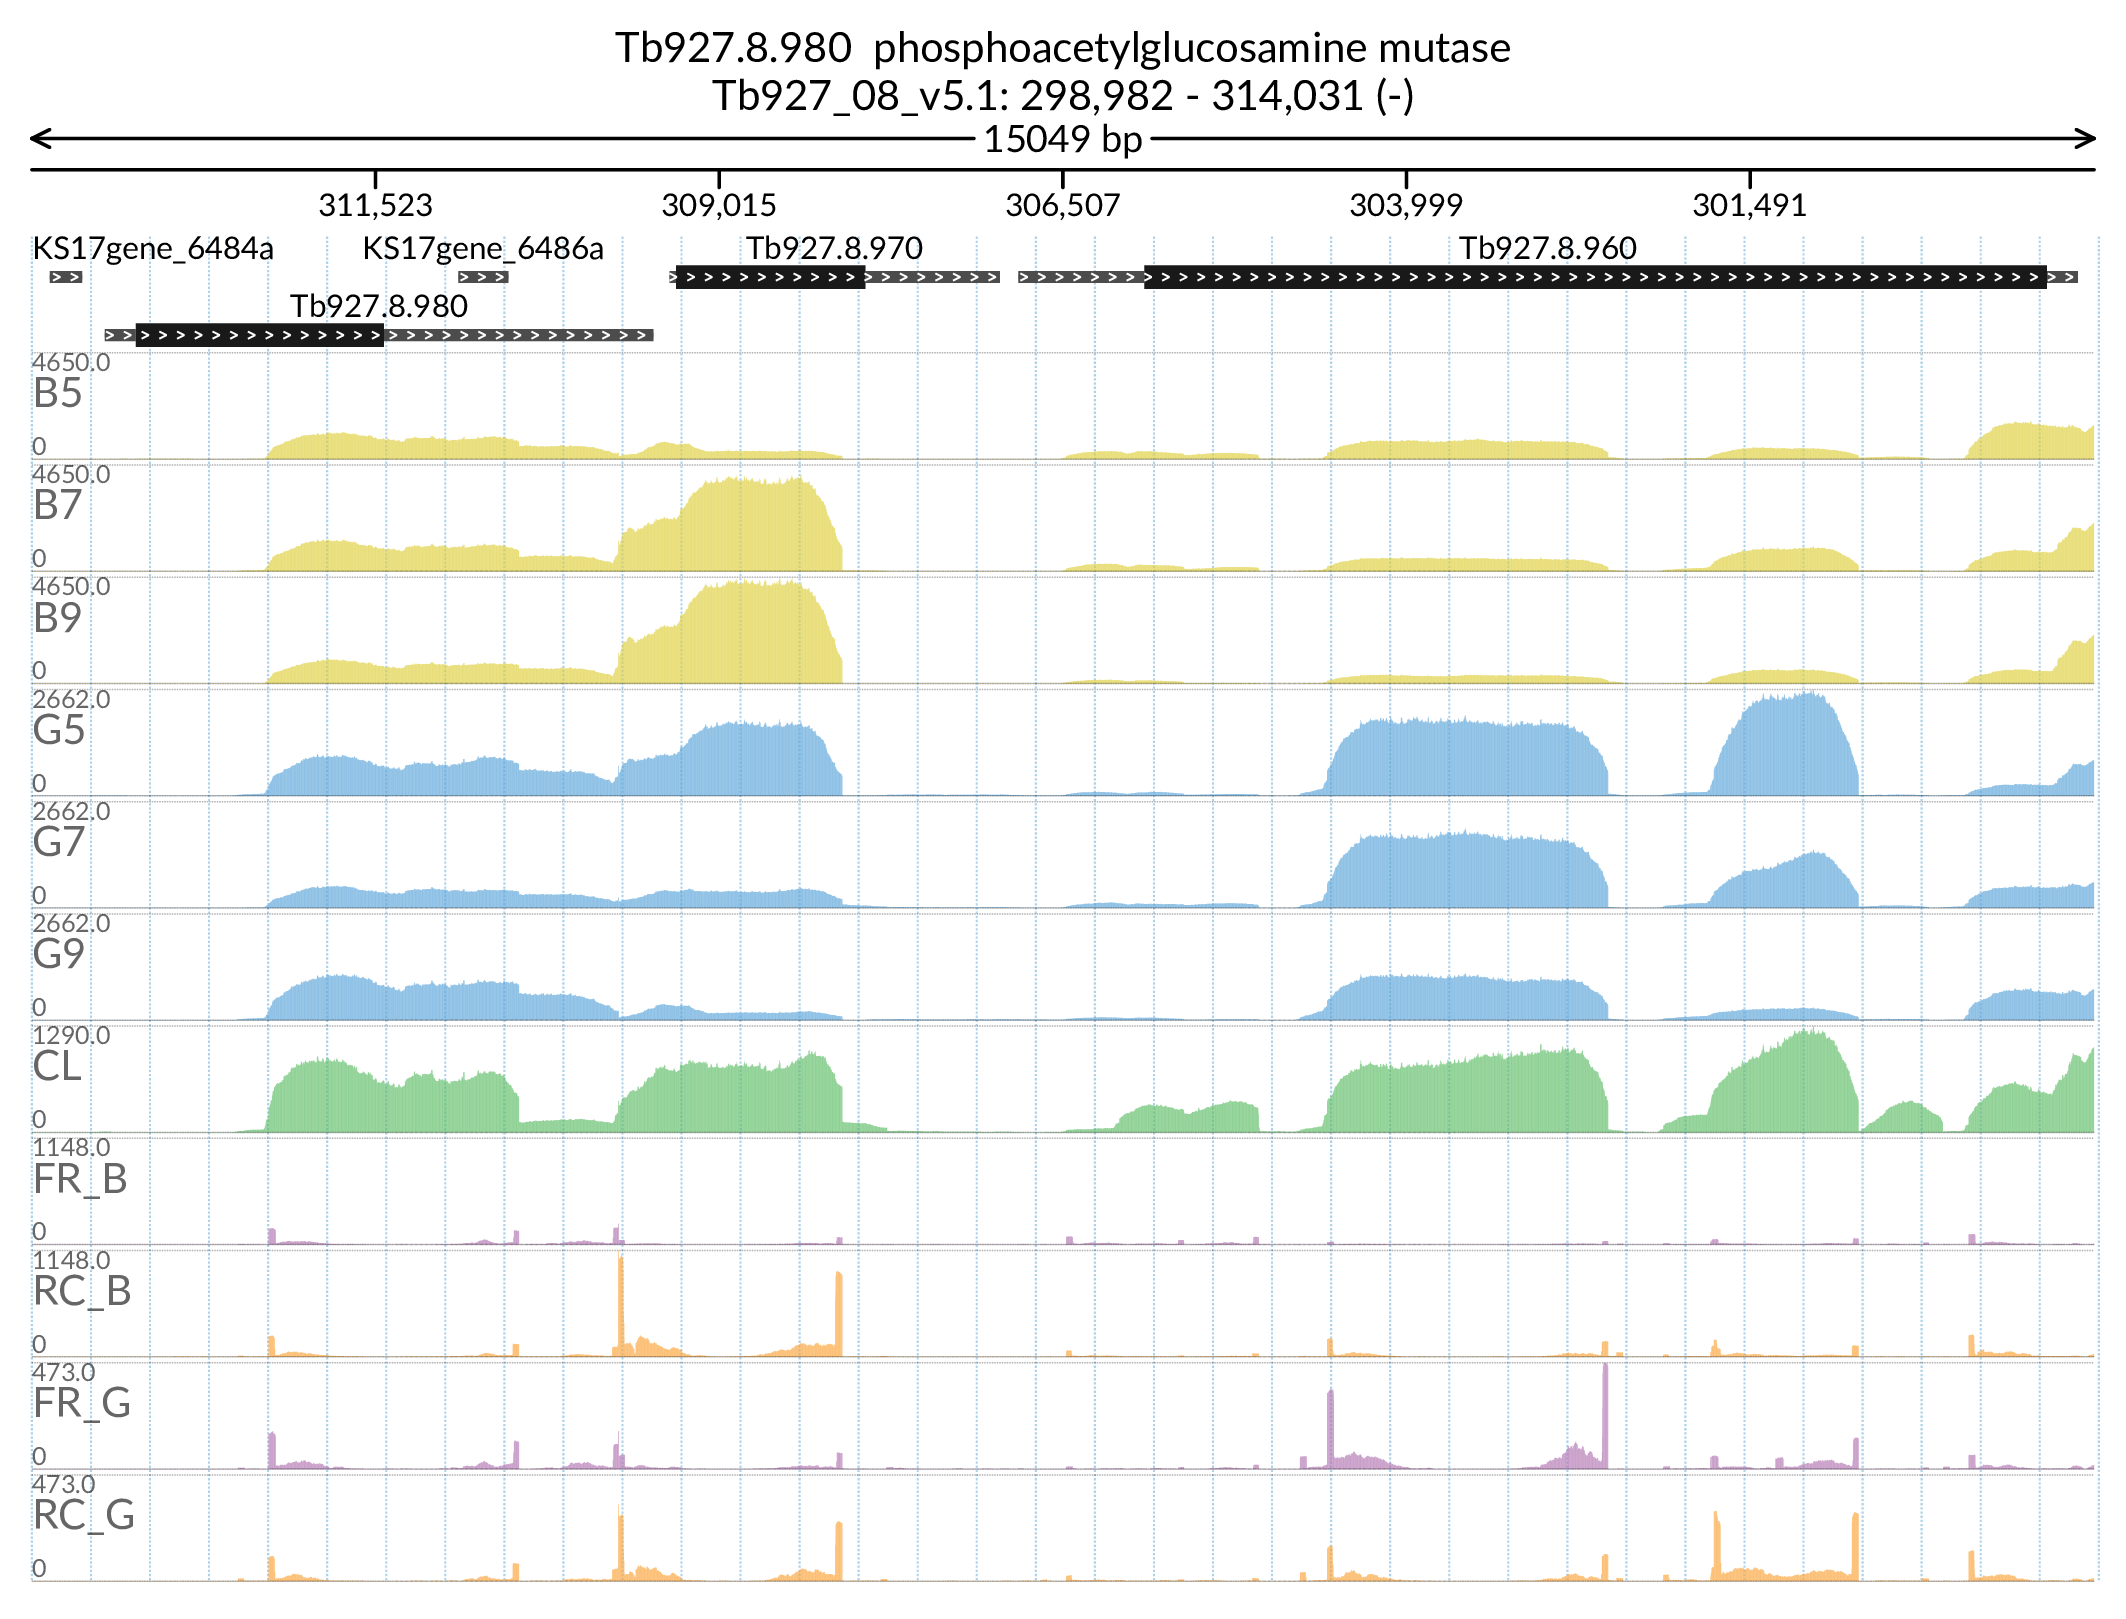 Tb927.8.980 phosphoacetylglucosamine mutase
Tb927_08_v5.1: 298,982 - 314,031 (-)
15049 bp
311,523 309,015 306,507 303,999 301,491
KS17gene_6484a KS17gene_6486a Tb927.8.970 Tb927.8.960
Tb927.8.980
4650.0
B5
0
4650.0
B7
0
4650.0
B9
0
2662.0
G5
0
2662.0
G7
0
2662.0
G9
0
1290.0
CL
0
1148.0
FR_B
0
1148.0
RC_B
0
473.0
FR_G
0
473.0
RC_G
0